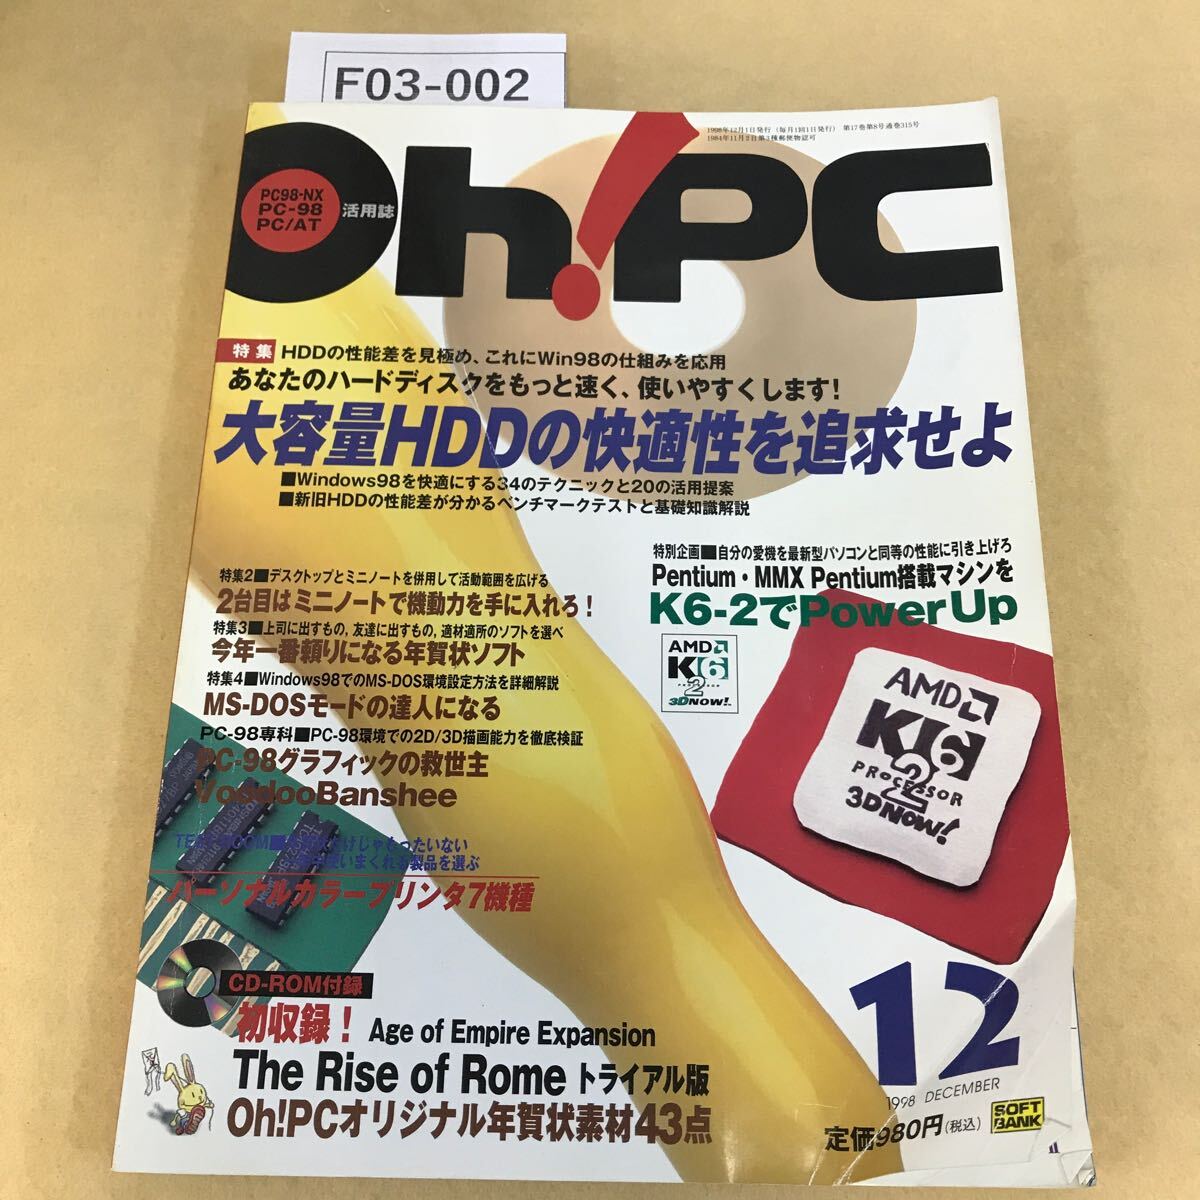 F03-002
1998年12月1日発行（毎月1回1日発行） 第17巻第8号通巻315号
1984年11月2日第3種郵便物認可
PC98-NX
PC-98
PC/AT
活用誌
Oh!PC
特集 HDDの性能差を見極め、これにWin98の仕組みを応用
あなたのハードディスクをもっと速く、使いやすくします!
大容量HDDの快適性を追求せよ
■Windows98を快適にする34のテクニックと20の活用提案
■新旧HDDの性能差が分かるベンチマークテストと基礎知識解説
特別企画■自分の愛機を最新型パソコンと同等の性能に引き上げろ
Pentium・MMX Pentium搭載マシンを
K6-2でPowerUp
AMD
K6
2
3DNOW!
特集2■デスクトップとミニノートを併用して活動範囲を広げる
2台目はミニノートで機動力を手に入れろ!
特集3■上司に出すもの，友達に出すもの，適材適所のソフトを選べ
今年一番頼りになる年賀状ソフト
特集4■Windows98でのMS-DOS環境設定方法を詳細解説
MS-DOSモードの達人になる
PC-98専科■PC-98環境での2D/3D描画能力を徹底検証
PC-98グラフィックの救世主
VoodooBanshee
AMD
K6
2
PROCESSOR
3DNOW!
だけじゃもったいない
使いまくれる製品を選ぶ
パーソナルカラープリンタ7機種
CD-ROM付録
初収録! Age of Empire Expansion
The Rise of Rome トライアル版
Oh!PCオリジナル年賀状素材43点
12
1998 DECEMBER
定価980円（税込）
SOFT
BANK